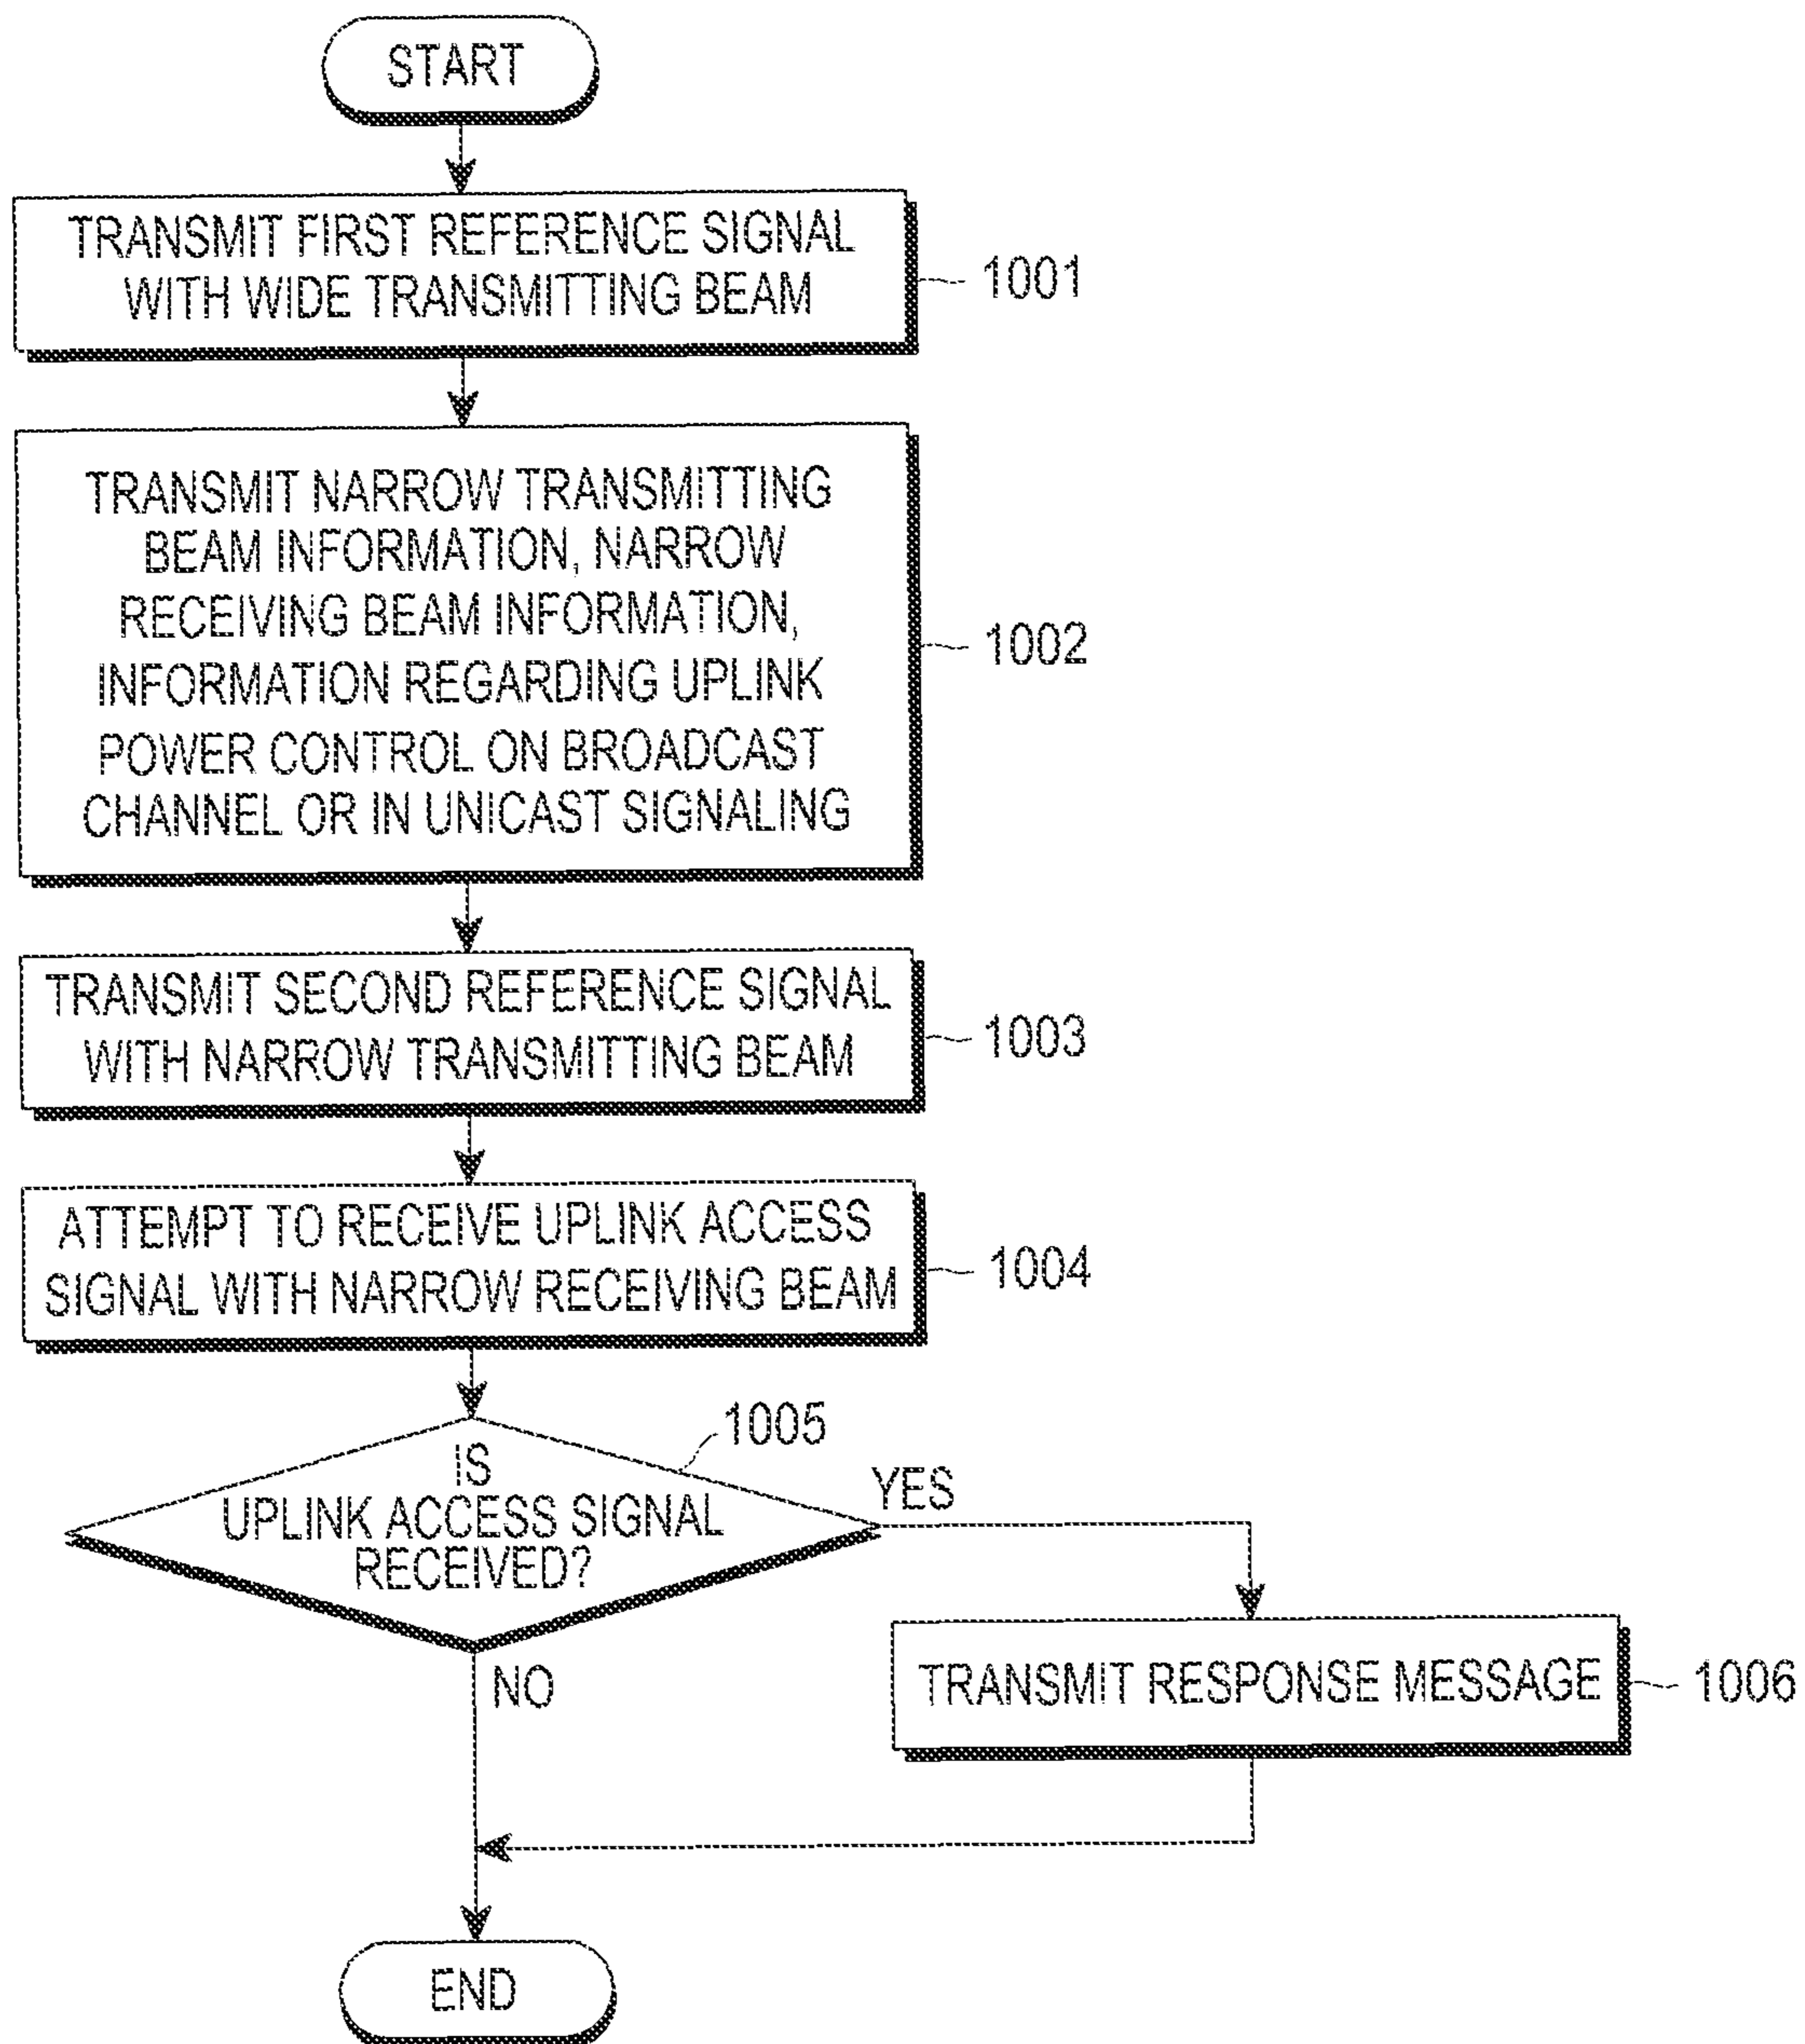 START
TRANSMIT FIRST REFERENCE SIGNAL
WITH WIDE TRANSMITTING BEAM
1001
TRANSMIT NARROW TRANSMITTING
BEAM INFORMATION, NARROW
RECEIVING BEAM INFORMATION,
INFORMATION REGARDING UPLINK
POWER CONTROL ON BROADCAST
CHANNEL OR IN UNICAST SIGNALING
1002
TRANSMIT SECOND REFERENCE SIGNAL
WITH NARROW TRANSMITTING BEAM
1003
ATTEMPT TO RECEIVE UPLINK ACCESS
SIGNAL WITH NARROW RECEIVING BEAM
1004
1005
IS
UPLINK ACCESS SIGNAL
RECEIVED?
YES
NO
TRANSMIT RESPONSE MESSAGE
1006
END